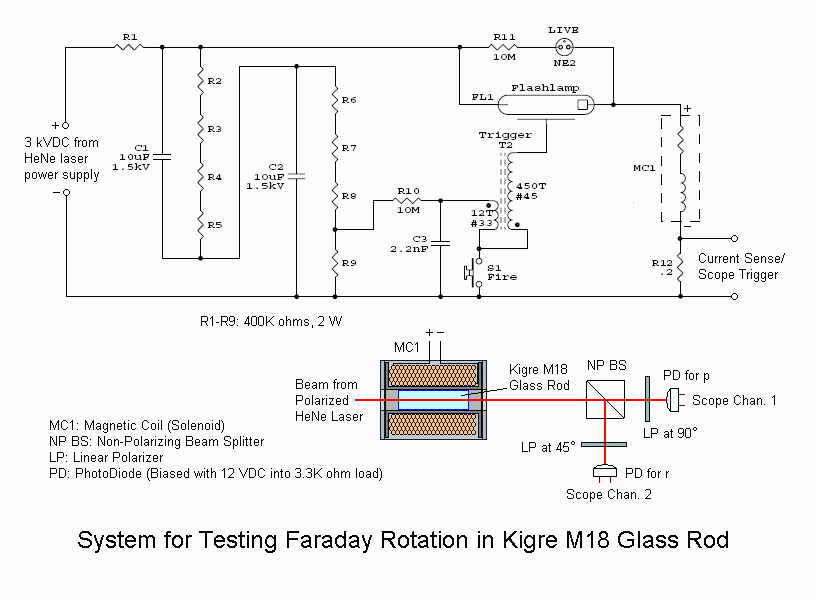 R1
R11
10M
LIVE
NE2
R2
R3
R4
R5
C1
10uF
1.5kV
+
3 kVDC from
HeNe laser
power supply
−
C2
10uF
1.5kV
R6
R7
R8
R9
R10
10M
C3
2.2nF
FL1
Flashlamp
Trigger
T2
450T
#45
12T
#33
S1
Fire
+
MC1
−
R12
.2
Current Sense/
Scope Trigger
R1-R9: 400K ohms, 2 W
MC1
+ −
Beam from
Polarized
HeNe Laser
Kigre M18
Glass Rod
NP BS
PD for p
Scope Chan. 1
LP at 90°
LP at 45°
PD for r
Scope Chan. 2
MC1: Magnetic Coil (Solenoid)
NP BS: Non-Polarizing Beam Splitter
LP: Linear Polarizer
PD: PhotoDiode (Biased with 12 VDC into 3.3K ohm load)
System for Testing Faraday Rotation in Kigre M18 Glass Rod